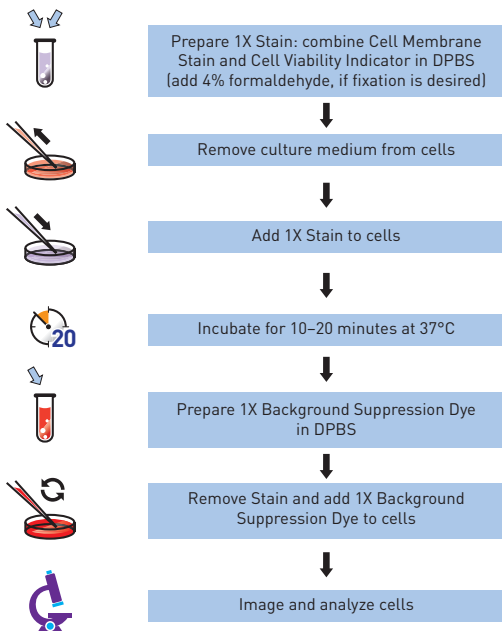 Prepare 1X Stain: combine Cell Membrane
Stain and Cell Viability Indicator in DPBS
(add 4% formaldehyde, if fixation is desired)
Remove culture medium from cells
Add 1X Stain to cells
20
Incubate for 10–20 minutes at 37°C
Prepare 1X Background Suppression Dye
in DPBS
Remove Stain and add 1X Background
Suppression Dye to cells
Image and analyze cells